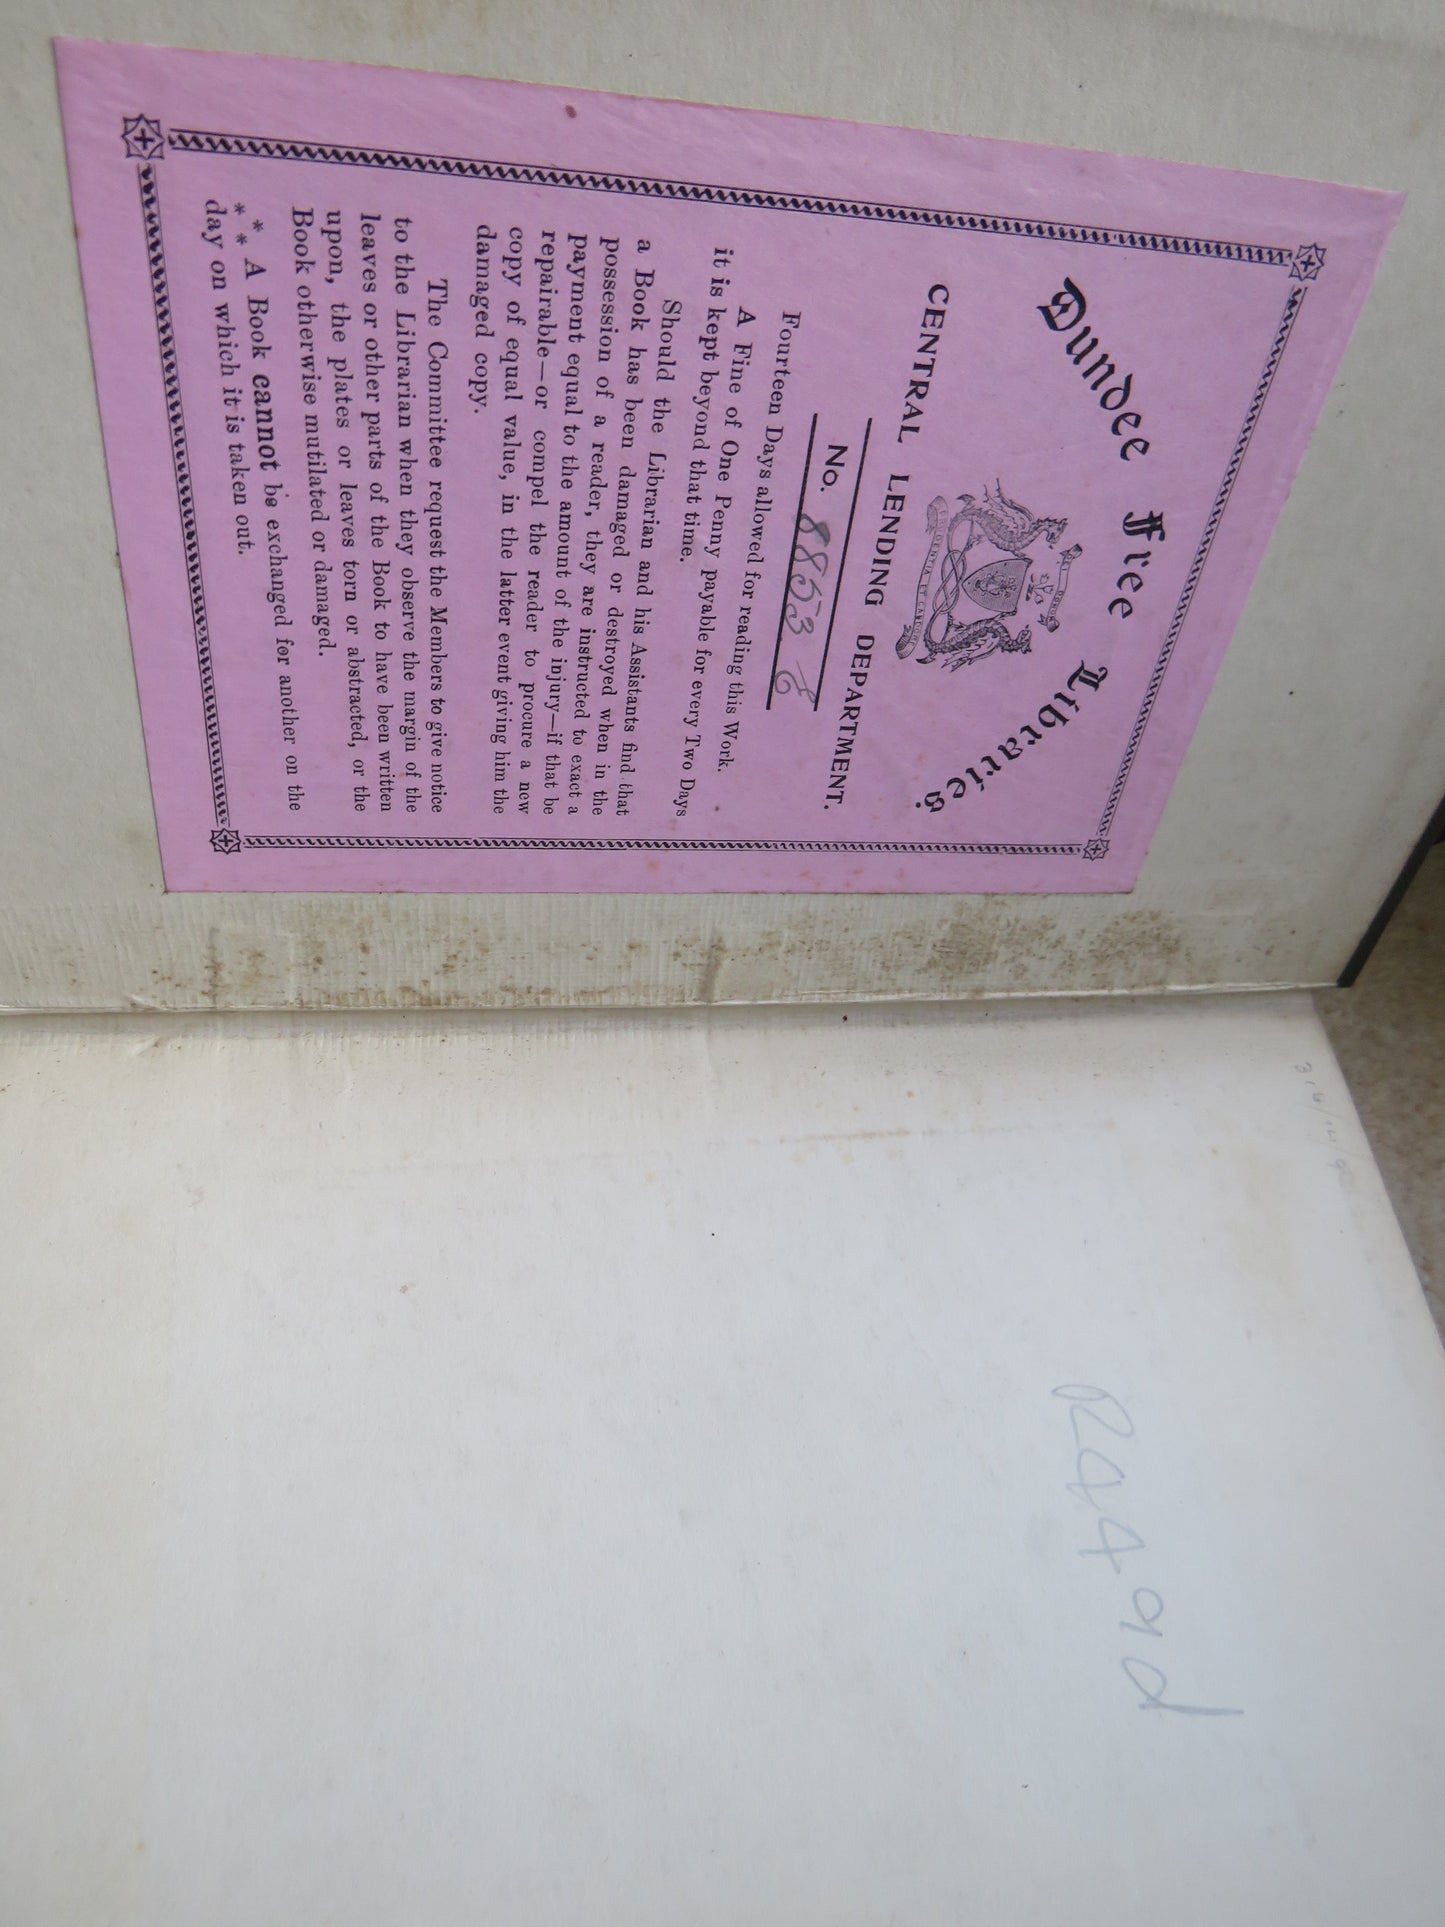 Dundee Free Libraries.
DEI DONUM
PRUDENTIA ET CANDORE
CENTRAL LENDING DEPARTMENT.
No. 8853 E
Fourteen Days allowed for reading this Work.
A Fine of One Penny payable for every Two Days
it is kept beyond that time.
Should the Librarian and his Assistants find that
a Book has been damaged or destroyed when in the
possession of a reader, they are instructed to exact a
payment equal to the amount of the injury—if that be
repairable—or compel the reader to procure a new
copy of equal value, in the latter event giving him the
damaged copy.
The Committee request the Members to give notice
to the Librarian when they observe the margin of the
leaves or other parts of the Book to have been written
upon, the plates or leaves torn or abstracted, or the
Book otherwise mutilated or damaged.
*** A Book cannot be exchanged for another on the
day on which it is taken out.
R449d